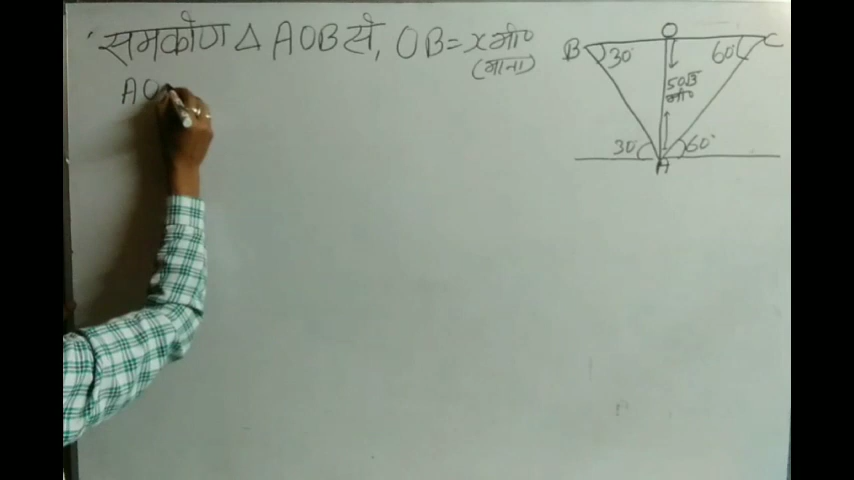 समकोण △ AOB से, OB = x मी०
(माना)
AO
O
B 30° 60° C
50√3
मी०
30° 60°
A